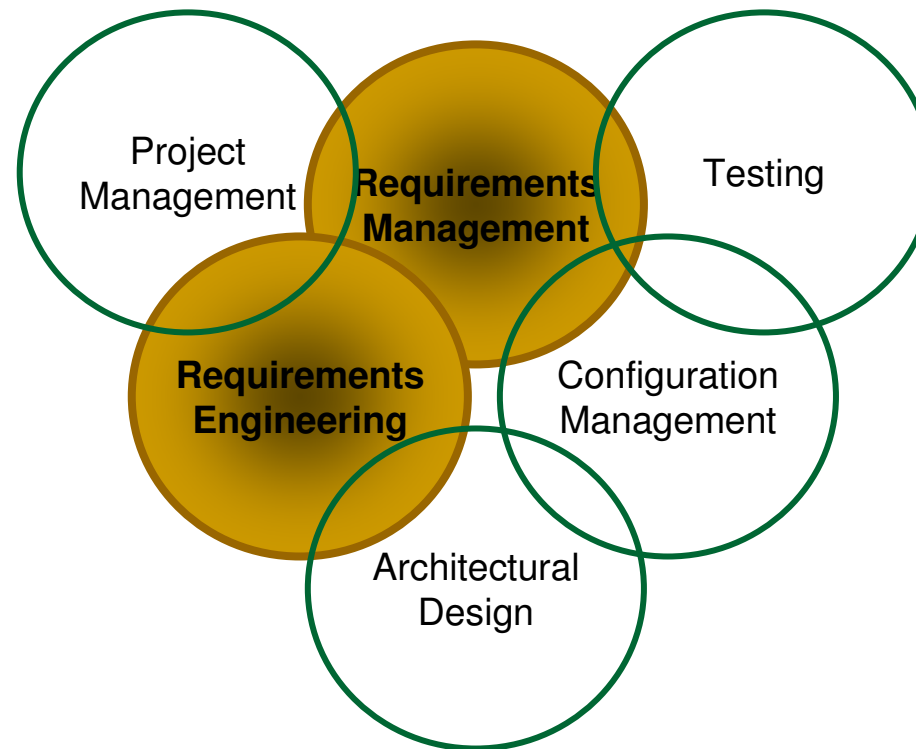 Project
Management
Requirements
Management
Testing
Requirements
Engineering
Configuration
Management
Architectural
Design